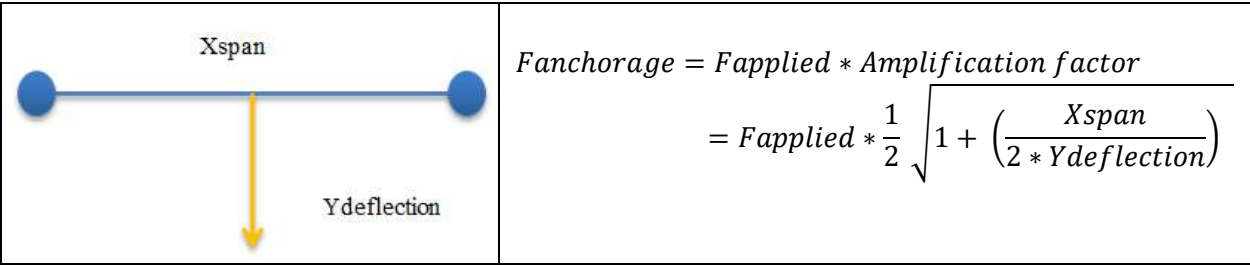 Xspan
Ydeflection
Fanchorage = Fapplied ∗ Amplification factor
= Fapplied ∗ 1/2 √(1 + (Xspan / (2 ∗ Ydeflection)))